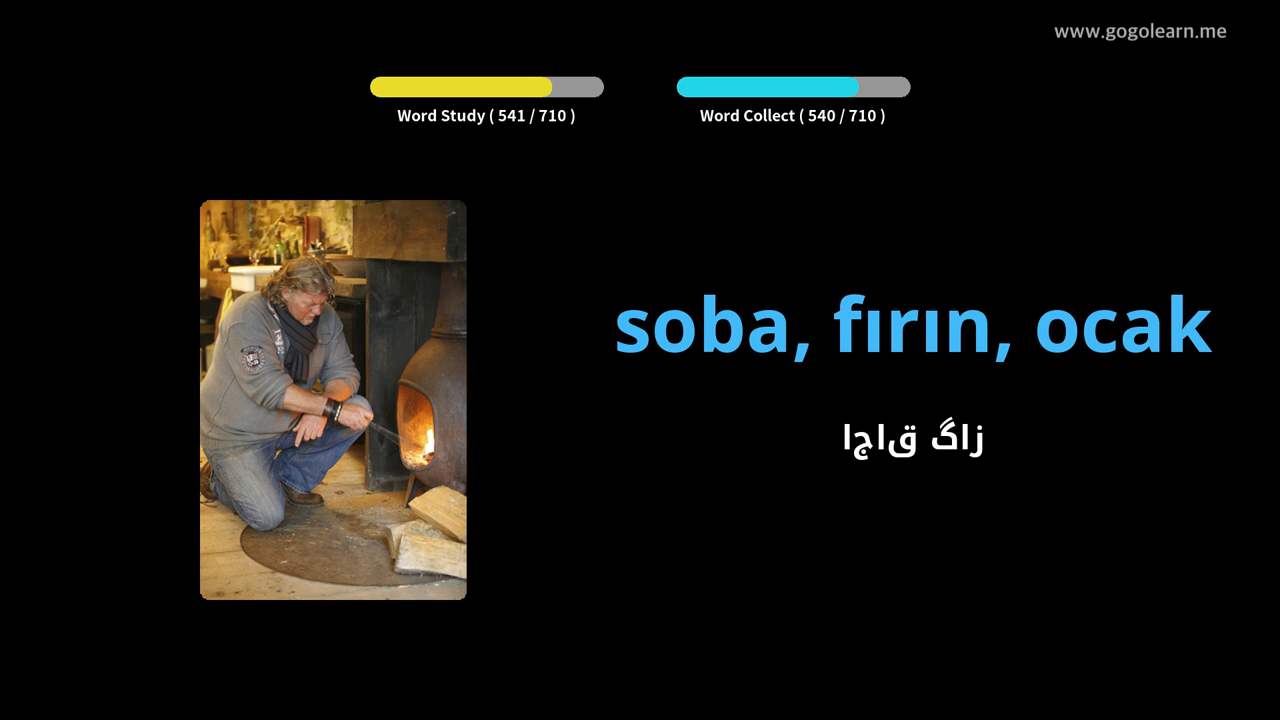 www.gogolearn.me
Word Study ( 541 / 710 )
Word Collect ( 540 / 710 )
soba, fırın, ocak
زاگ قاجا